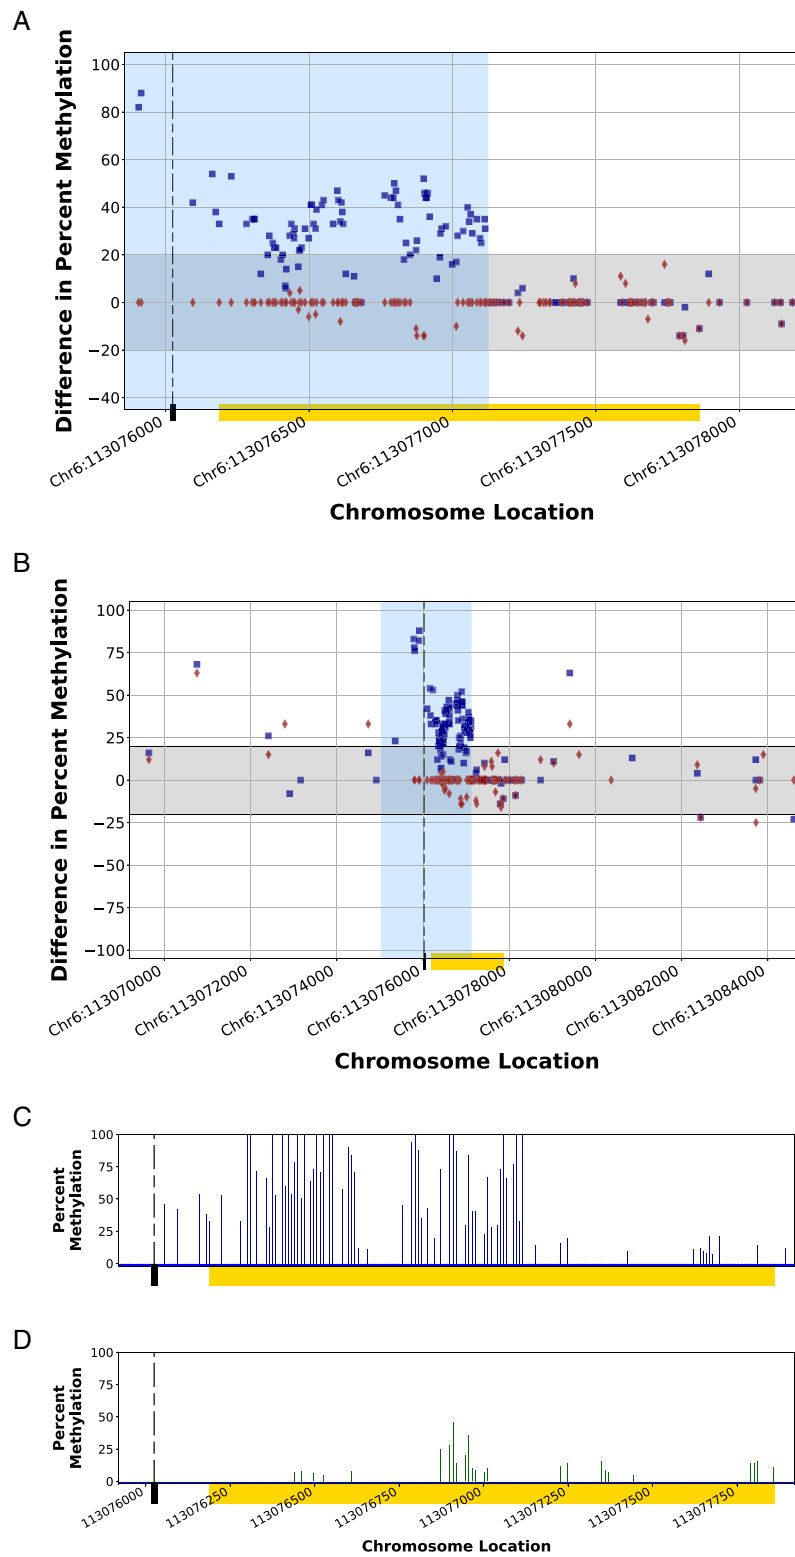 A
Difference in Percent Methylation
100
80
60
40
20
0
−20
−40
Chr6:113076000
Chr6:113076500
Chr6:113077000
Chr6:113077500
Chr6:113078000
Chromosome Location
B
Difference in Percent Methylation
100
75
50
25
0
−25
−50
−75
−100
Chr6:113070000
Chr6:113072000
Chr6:113074000
Chr6:113076000
Chr6:113078000
Chr6:113080000
Chr6:113082000
Chr6:113084000
Chromosome Location
C
Percent
Methylation
100
75
50
25
0
D
Percent
Methylation
100
75
50
25
0
113076000
113076250
113076500
113076750
113077000
113077250
113077500
113077750
Chromosome Location